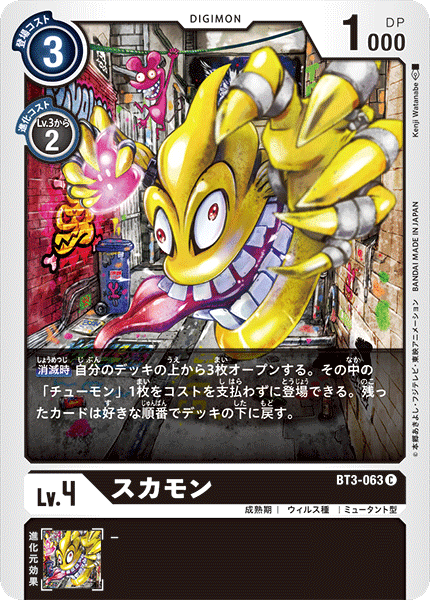 DIGIMON
登場コスト
3
DP
1000
進化コスト
Lv.3から
2
Kenji Watanabe
© 本郷あきよし・フジテレビ・東映アニメーション BANDAI MADE IN JAPAN
消滅時 自分のデッキの上から3枚オープンする。その中の
「チューモン」1枚をコストを支払わずに登場できる。残っ
たカードは好きな順番でデッキの下に戻す。
BT3-063 C
Lv.4
スカモン
成熟期 | ウィルス種 | ミュータント型
進化元効果
–